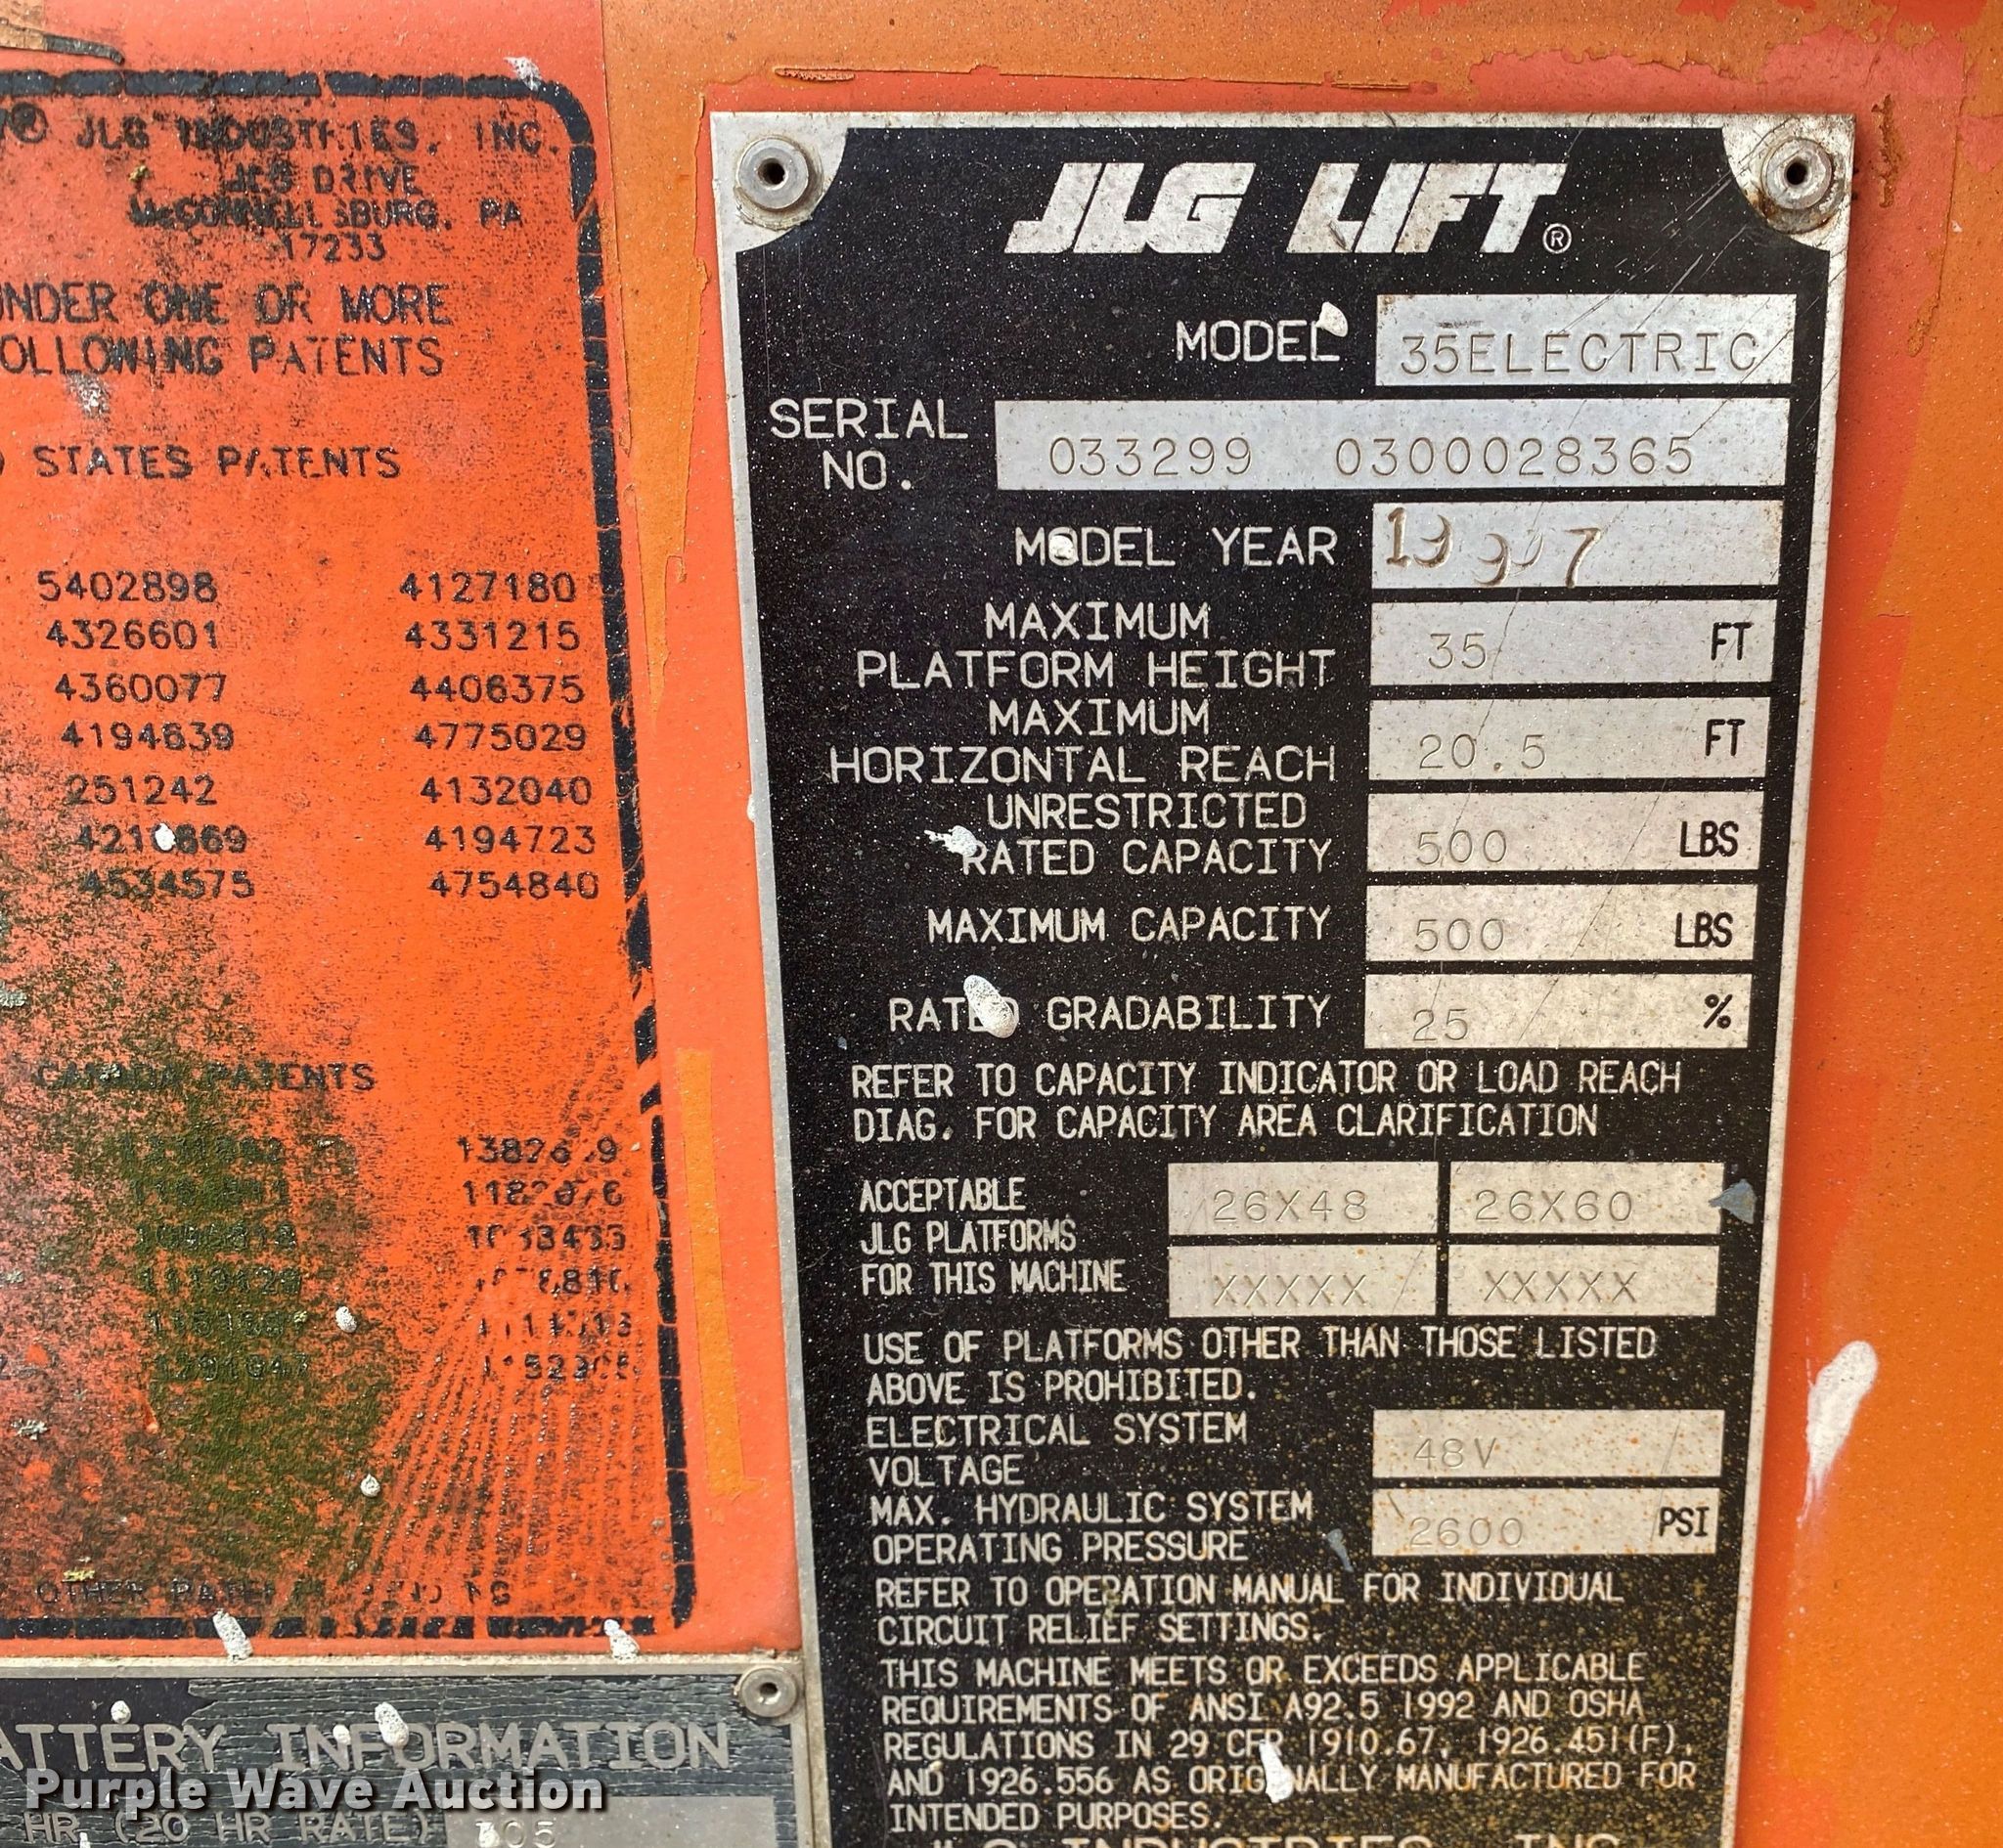 ® JLG INDUSTRIES, INC.
JLG DRIVE
McCONNELLSBURG, PA
17233
UNDER ONE OR MORE
FOLLOWING PATENTS
STATES PATENTS
5402898 4127180
4326601 4331215
4360077 4406375
4194639 4775029
251242 4132040
4194723
4534575 4754840
CANADA PATENTS
BATTERY INFORMATION
HR (20 HR RATE)
JLG LIFT®
MODEL 35ELECTRIC
SERIAL NO. 033299 0300028365
MODEL YEAR 1997
MAXIMUM
PLATFORM HEIGHT 35 FT
MAXIMUM
HORIZONTAL REACH 20.5 FT
UNRESTRICTED
RATED CAPACITY 500 LBS
MAXIMUM CAPACITY 500 LBS
RATED GRADABILITY 25 %
REFER TO CAPACITY INDICATOR OR LOAD REACH
DIAG. FOR CAPACITY AREA CLARIFICATION
ACCEPTABLE 26X48 26X60
JLG PLATFORMS
FOR THIS MACHINE XXXXX XXXXX
USE OF PLATFORMS OTHER THAN THOSE LISTED
ABOVE IS PROHIBITED.
ELECTRICAL SYSTEM
VOLTAGE 48V
MAX. HYDRAULIC SYSTEM
OPERATING PRESSURE 2600 PSI
REFER TO OPERATION MANUAL FOR INDIVIDUAL
CIRCUIT RELIEF SETTINGS.
THIS MACHINE MEETS OR EXCEEDS APPLICABLE
REQUIREMENTS OF ANSI A92.5 1992 AND OSHA
REGULATIONS IN 29 CFR 1910.67, 1926.451(F),
AND 1926.556 AS ORIGINALLY MANUFACTURED FOR
INTENDED PURPOSES.
JLG INDUSTRIES, INC.
Purple Wave Auction